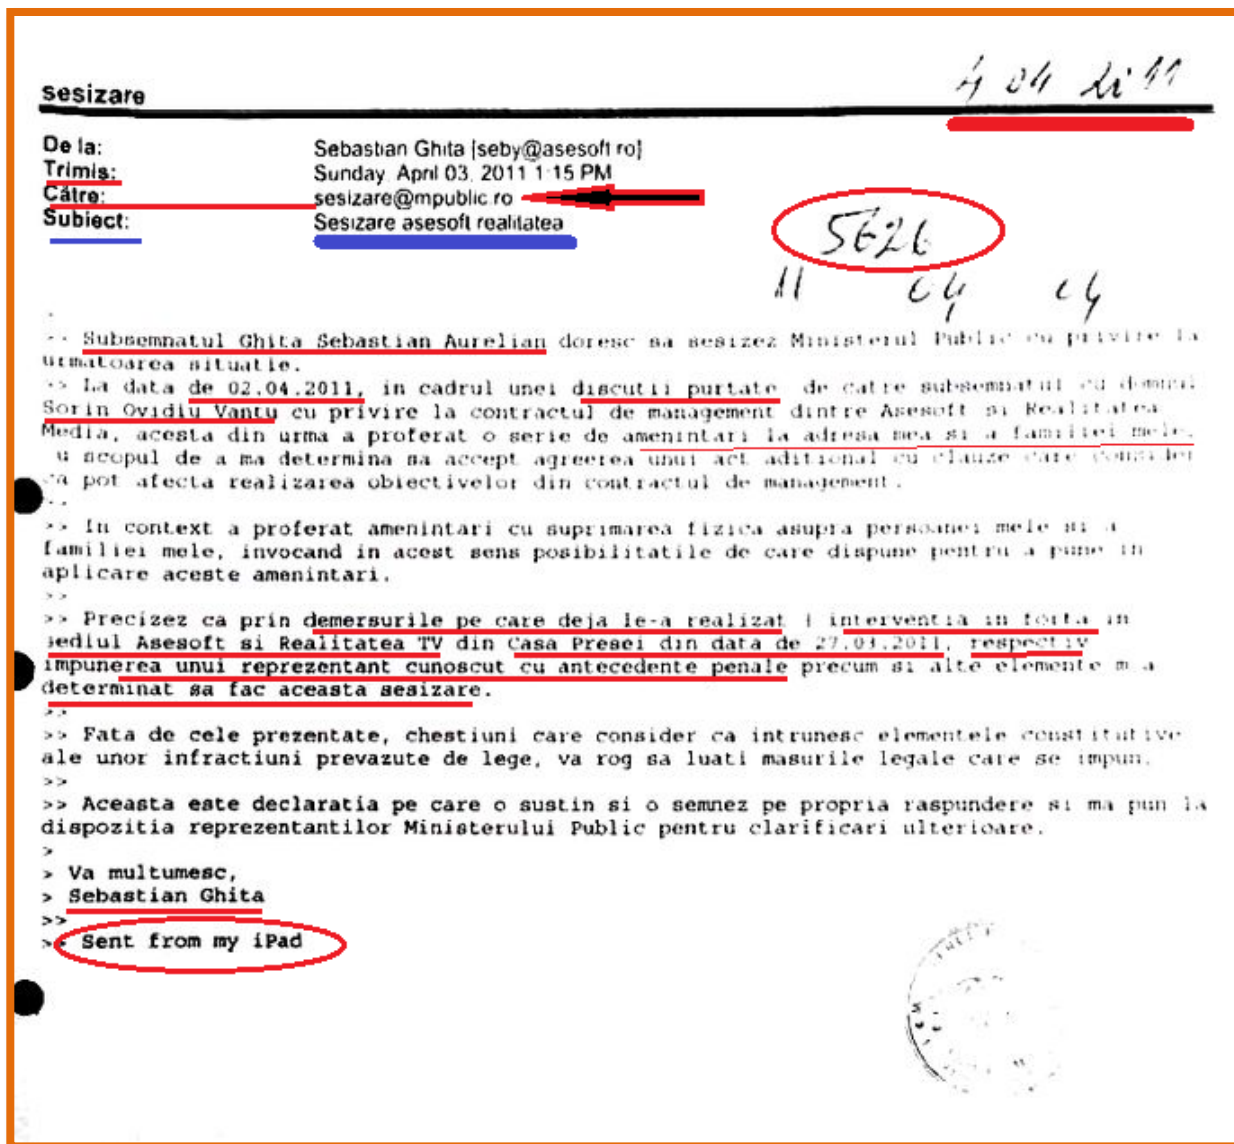 4 04 2011
sesizare
De la: Sebastian Ghita [seby@asesoft.ro]
Trimis: Sunday, April 03, 2011 1:15 PM
Către: sesizare@mpublic.ro
Subiect: Sesizare asesoft realitatea
5626
11 04 04
>
>> Subsemnatul Ghita Sebastian Aurelian doresc sa sesizez Ministerul Public cu privire la
urmatoarea situatie.
>> La data de 02.04.2011, in cadrul unei discutii purtate de catre subsemnatul cu domnul
Sorin Ovidiu Vantu cu privire la contractul de management dintre Asesoft si Realitatea
Media, acesta din urma a proferat o serie de amenintari la adresa mea si a familiei mele,
u scopul de a ma determina sa accept agreerea unui act aditional cu clauze care consider
ca pot afecta realizarea obiectivelor din contractul de management.
>>
>> In context a proferat amenintari cu suprimarea fizica asupra persoanei mele si a
familiei mele, invocand in acest sens posibilitatile de care dispune pentru a pune in
aplicare aceste amenintari.
>>
>> Precizez ca prin demersurile pe care deja le-a realizat ( interventia in forta in
sediul Asesoft si Realitatea TV din Casa Presei din data de 27.03.2011, respectiv
impunerea unui reprezentant cunoscut cu antecedente penale precum si alte elemente m-a
determinat sa fac aceasta sesizare.
>>
>> Fata de cele prezentate, chestiuni care consider ca intrunesc elementele constitutive
ale unor infractiuni prevazute de lege, va rog sa luati masurile legale care se impun.
>>
>> Aceasta este declaratia pe care o sustin si o semnez pe propria raspundere si ma pun la
dispozitia reprezentantilor Ministerului Public pentru clarificari ulterioare.
>
> Va multumesc,
> Sebastian Ghita
>>
>> Sent from my iPad